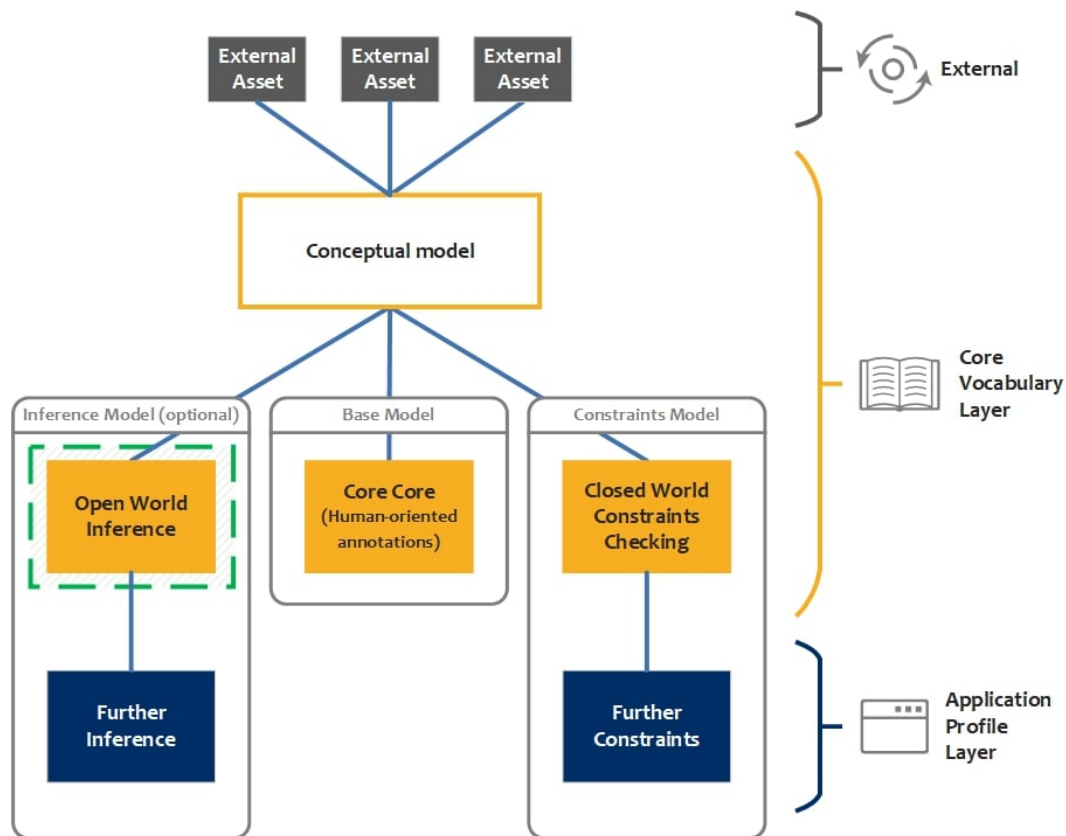 External
Asset
External
Asset
External
Asset
External
Conceptual model
Core
Vocabulary
Layer
Inference Model (optional)
Base Model
Constraints Model
Open World
Inference
Core Core
(Human-oriented
annotations)
Closed World
Constraints
Checking
Further
Inference
Further
Constraints
Application
Profile
Layer